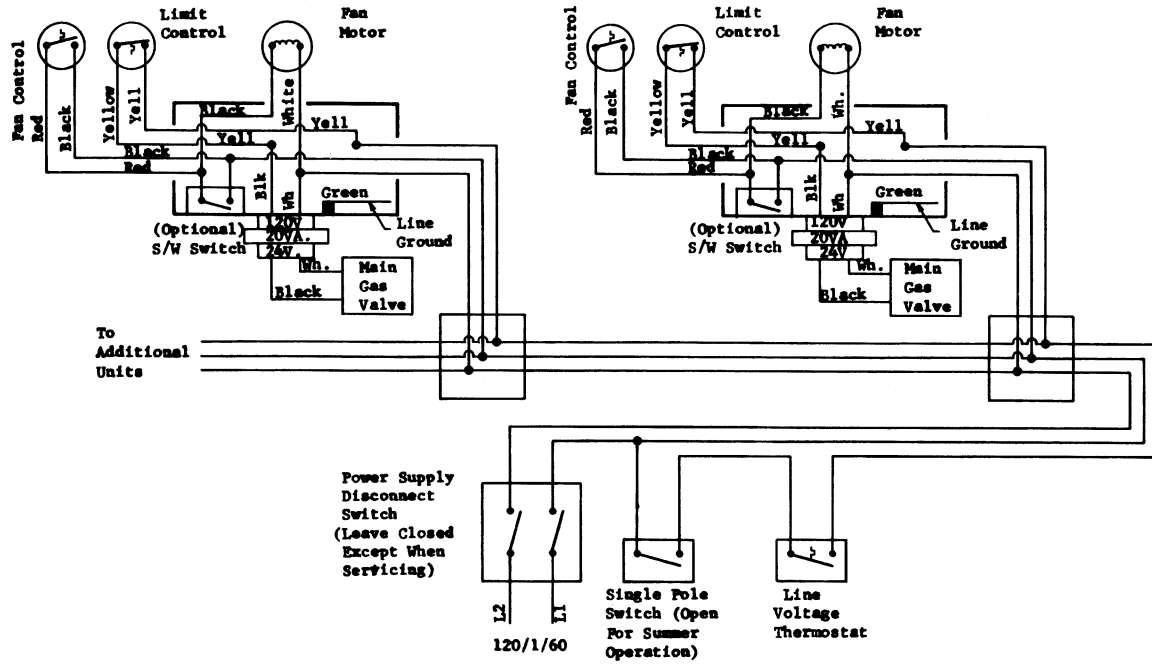 Limit
Control
Fan
Motor
Fan Control
Red
Black
Yellow
Yell
Black
White
Yell
Yell
Black
Red
Blk
Wh
Green
(Optional)
S/W Switch
120V
20VA.
24V.
Line
Ground
Wh.
Black
Main
Gas
Valve
Limit
Control
Fan
Motor
Fan Control
Red
Black
Yellow
Yell
Black
Wh.
Yell
Yell
Black
Red
Blk
Wh
Green
(Optional)
S/W Switch
120V
20VA
24V
Line
Ground
Wh.
Black
Main
Gas
Valve
To
Additional
Units
Power Supply
Disconnect
Switch
(Leave Closed
Except When
Servicing)
L2
L1
120/1/60
Single Pole
Switch (Open
For Summer
Operation)
Line
Voltage
Thermostat